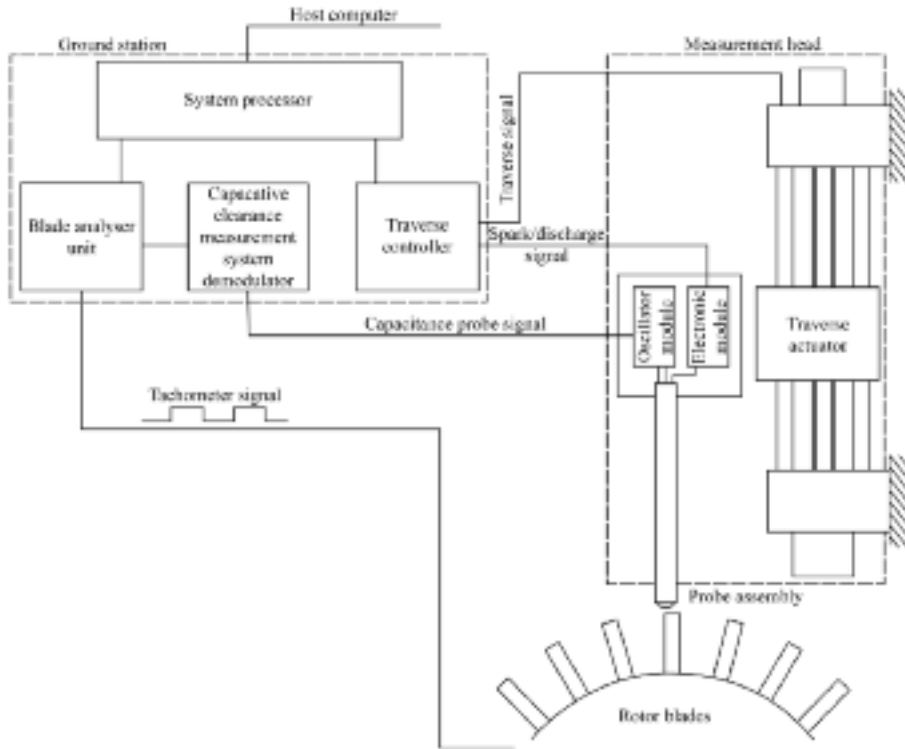 Host computer
Ground station
Measurement head
System processor
Traverse signal
Blade analyser
unit
Capacative
clearance
measurement
system
demodulator
Traverse
controller
Spark/discharge
signal
Oscillator
module
Electronic
module
Traverse
actuator
Capacitance probe signal
Tachometer signal
Probe assembly
Rotor blades